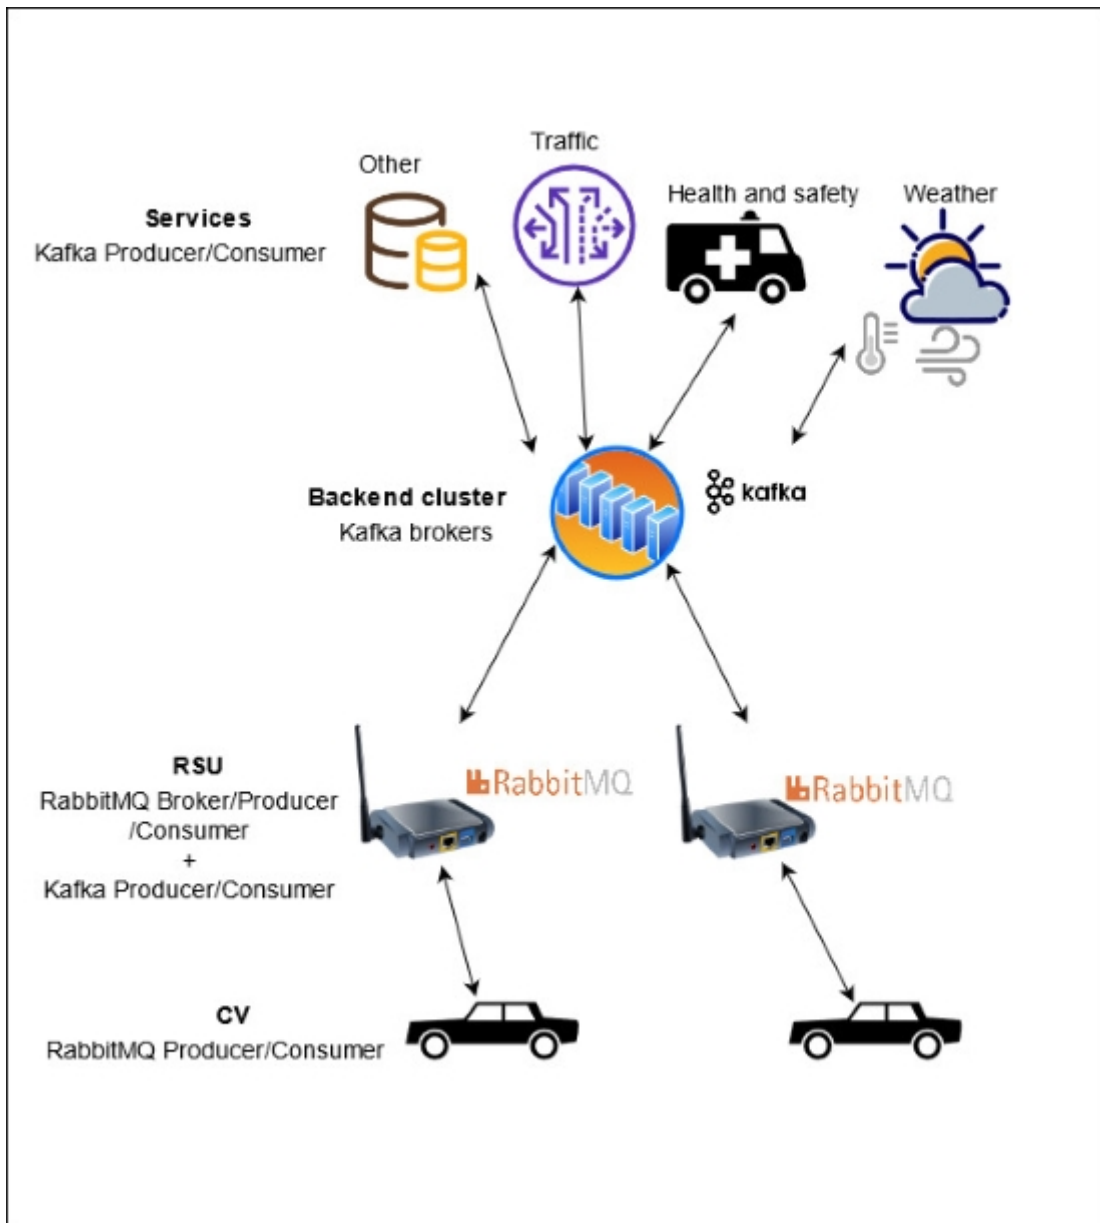 Traffic
Other
Health and safety
Weather
Services
Kafka Producer/Consumer
Backend cluster
Kafka brokers
kafka
RSU
RabbitMQ Broker/Producer
/Consumer
+
Kafka Producer/Consumer
RabbitMQ
RabbitMQ
CV
RabbitMQ Producer/Consumer